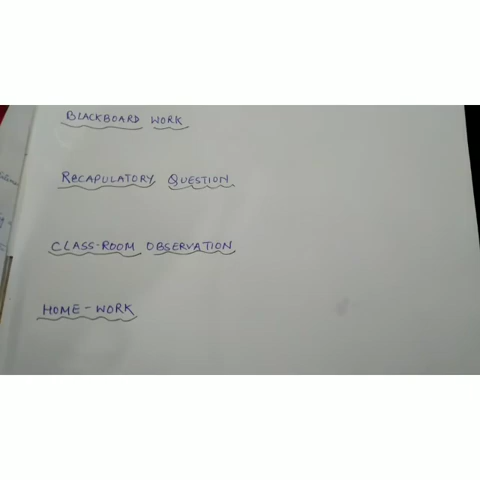 BLACKBOARD WORK
RECAPULATORY QUESTION
CLASS-ROOM OBSERVATION
HOME-WORK